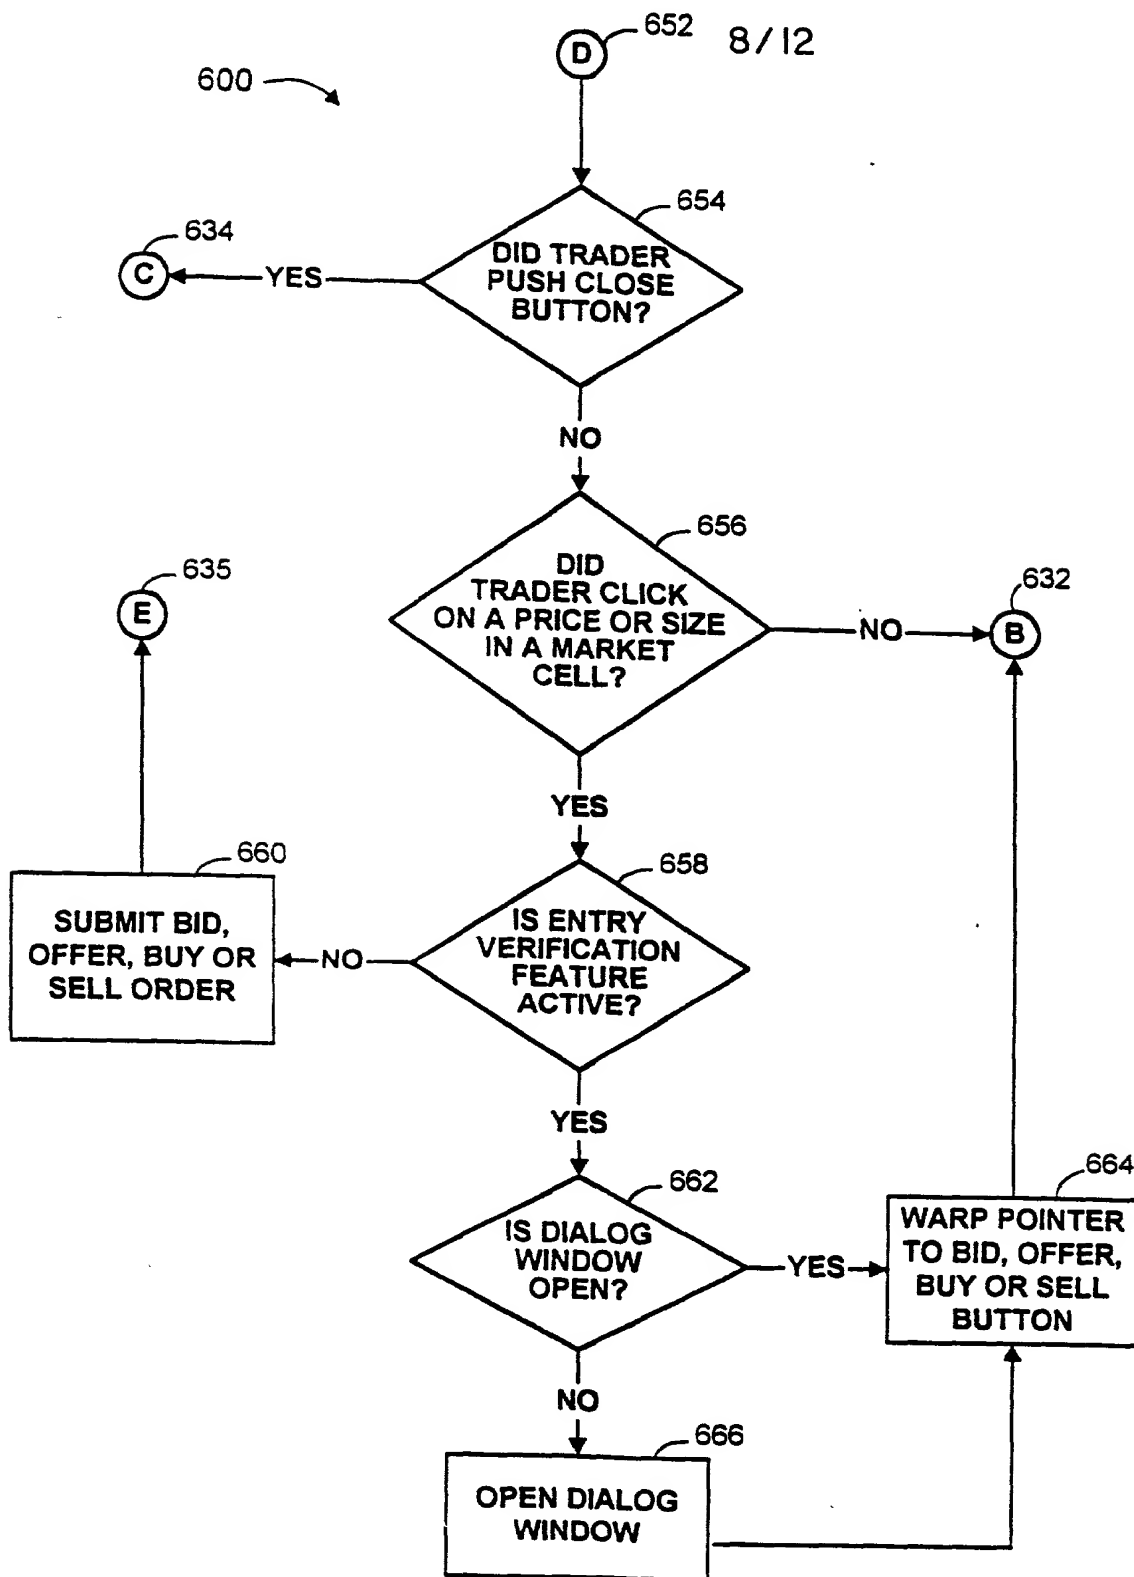 652
8/12
D
600
654
634
DID TRADER
PUSH CLOSE
BUTTON?
C
YES
NO
656
635
DID
TRADER CLICK
ON A PRICE OR SIZE
IN A MARKET
CELL?
632
E
NO
B
YES
660
658
SUBMIT BID,
OFFER, BUY OR
SELL ORDER
NO
IS ENTRY
VERIFICATION
FEATURE
ACTIVE?
YES
662
664
IS DIALOG
WINDOW
OPEN?
YES
WARP POINTER
TO BID, OFFER,
BUY OR SELL
BUTTON
NO
666
OPEN DIALOG
WINDOW